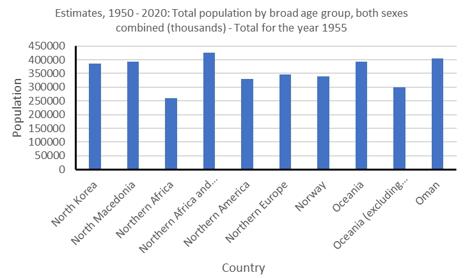 Estimates, 1950 - 2020: Total population by broad age group, both sexes
combined (thousands) - Total for the year 1955
Population
450000
400000
350000
300000
250000
200000
150000
100000
50000
0
North Korea
North Macedonia
Northern Africa
Northern Africa and...
Northern America
Northern Europe
Norway
Oceania
Oceania (excluding...
Oman
Country